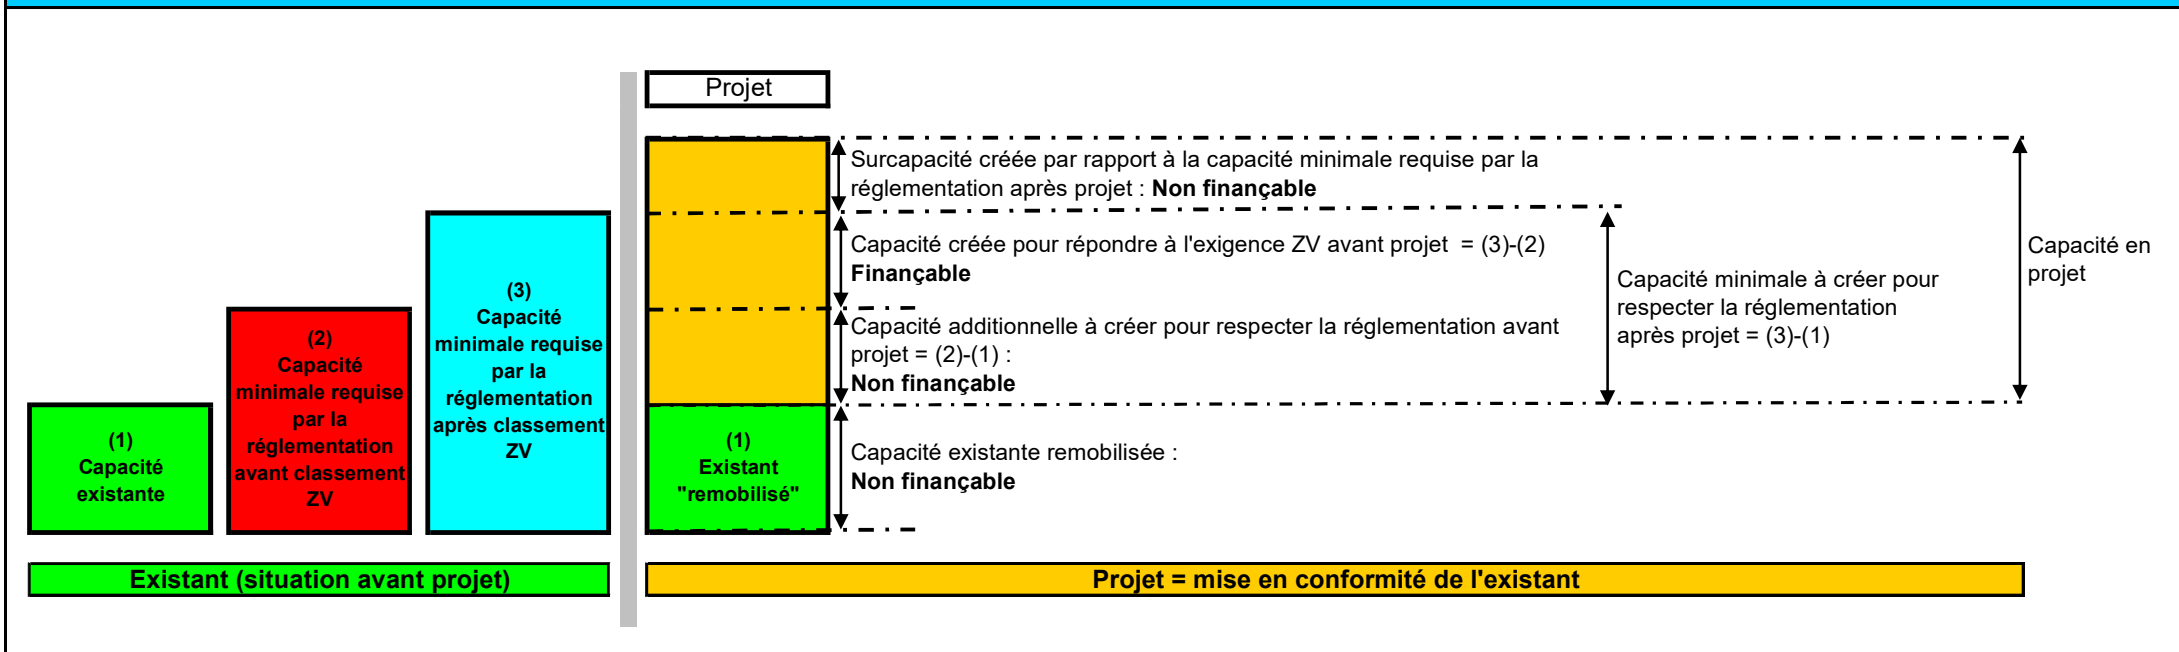 Projet
Surcapacité créée par rapport à la capacité minimale requise par la
réglementation après projet : Non finançable
Capacité créée pour répondre à l'exigence ZV avant projet  = (3)-(2)
Finançable
Capacité additionnelle à créer pour respecter la réglementation avant
projet = (2)-(1) :
Non finançable
Capacité existante remobilisée :
Non finançable
Capacité minimale à créer pour
respecter la réglementation
après projet = (3)-(1)
Capacité en
projet
(1)
Capacité
existante
(2)
Capacité
minimale requise
par la
réglementation
avant classement
ZV
(3)
Capacité
minimale requise
par la
réglementation
après classement
ZV
(1)
Existant
"remobilisé"
Existant (situation avant projet)
Projet = mise en conformité de l'existant